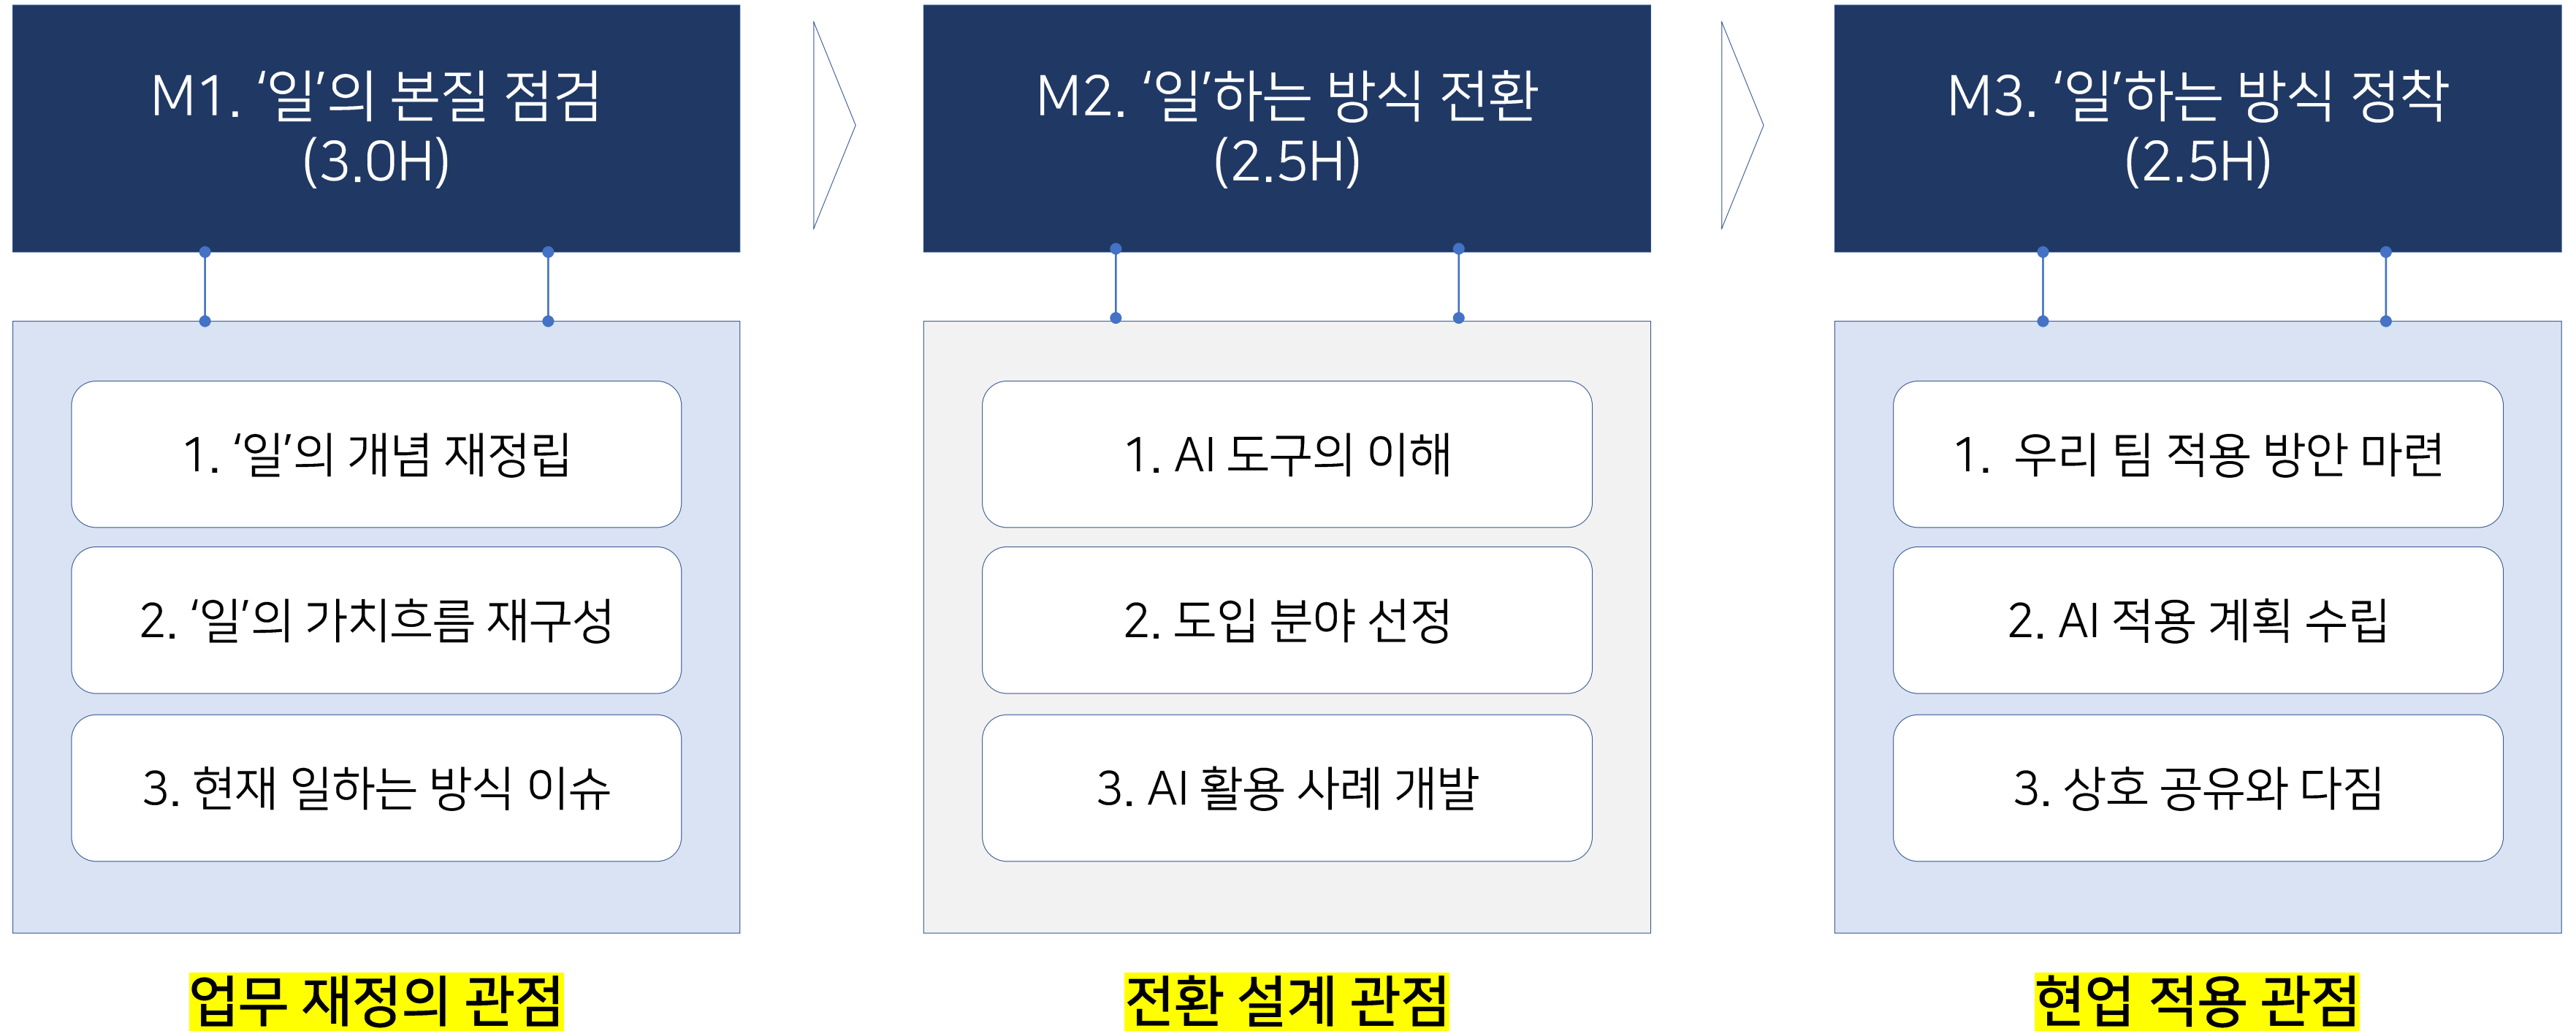 M1. ‘일’의 본질 점검
(3.0H)
1. ‘일’의 개념 재정립
2. ‘일’의 가치흐름 재구성
3. 현재 일하는 방식 이슈
업무 재정의 관점
M2. ‘일’하는 방식 전환
(2.5H)
1. AI 도구의 이해
2. 도입 분야 선정
3. AI 활용 사례 개발
전환 설계 관점
M3. ‘일’하는 방식 정착
(2.5H)
1. 우리 팀 적용 방안 마련
2. AI 적용 계획 수립
3. 상호 공유와 다짐
현업 적용 관점